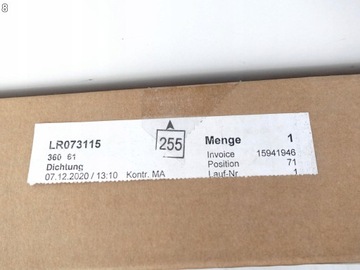 8
LR073115
360 61
Dichtung
07.12.2020 / 13:10 Kontr. MA
255
Menge 1
Invoice 15941946
Position 71
Lauf-Nr 1